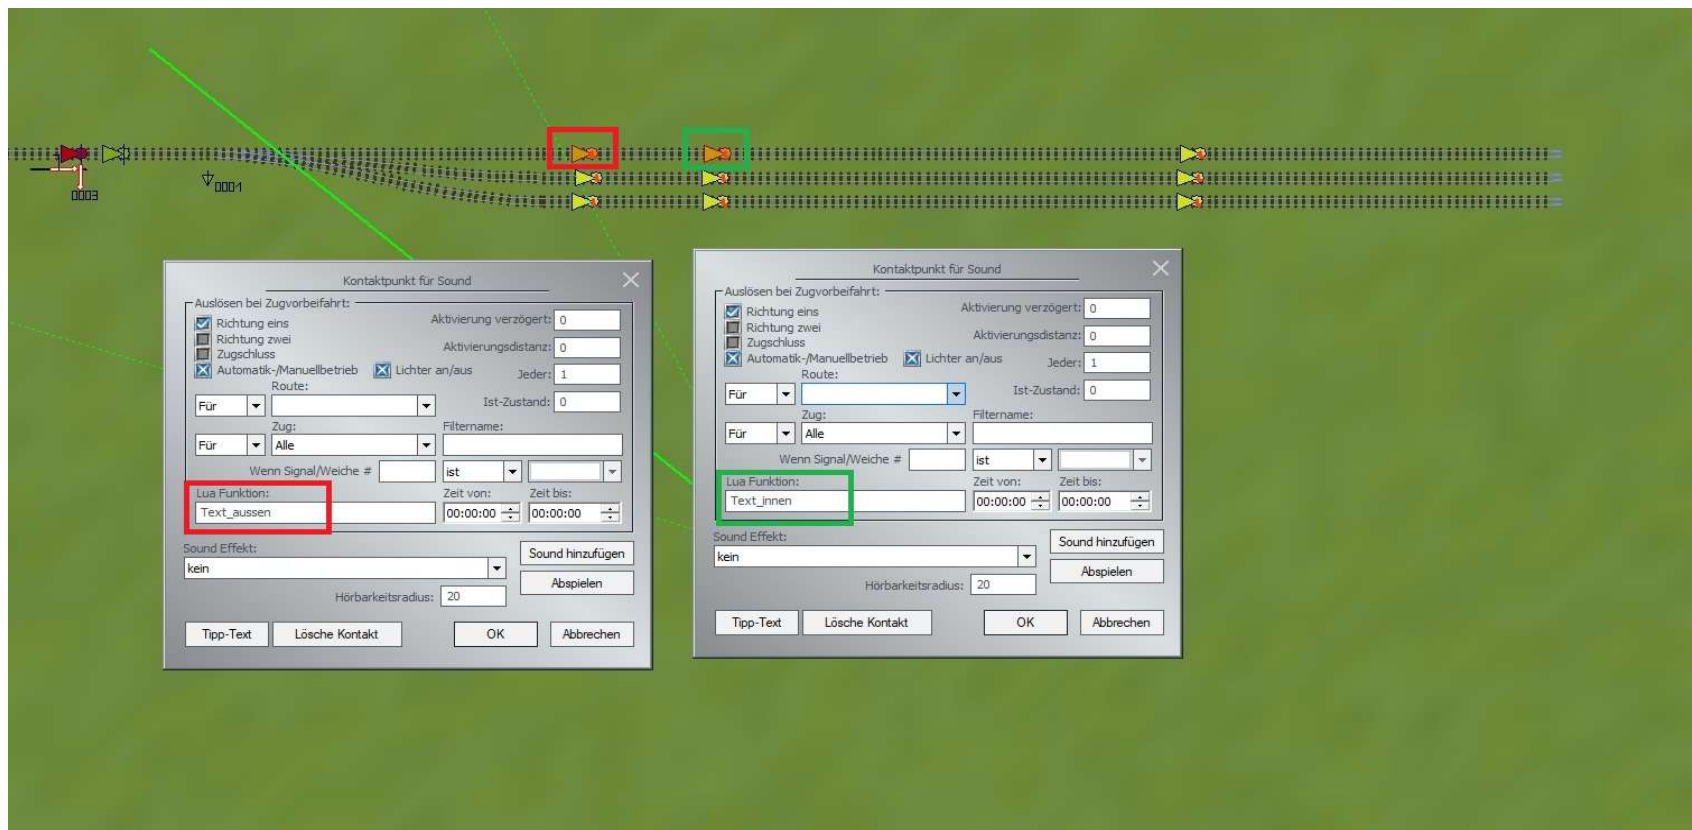 0003
0001
Kontaktpunkt für Sound
Auslösen bei Zugvorbeifahrt:
Richtung eins
Aktivierung verzögert: 0
Richtung zwei
Zugschluss
Aktivierungsdistanz: 0
Automatik-/Manuellbetrieb Lichter an/aus
Jeder: 1
Route:
Für
Ist-Zustand: 0
Zug:
Filtername:
Für Alle
Wenn Signal/Weiche # ist
Lua Funktion:
Zeit von: Zeit bis:
Text_aussen
00:00:00 00:00:00
Sound Effekt:
kein
Sound hinzufügen
Abspielen
Hörbarkeitsradius: 20
Tipp-Text Lösche Kontakt OK Abbrechen
Kontaktpunkt für Sound
Auslösen bei Zugvorbeifahrt:
Richtung eins
Aktivierung verzögert: 0
Richtung zwei
Zugschluss
Aktivierungsdistanz: 0
Automatik-/Manuellbetrieb Lichter an/aus
Jeder: 1
Route:
Für
Ist-Zustand: 0
Zug:
Filtername:
Für Alle
Wenn Signal/Weiche # ist
Lua Funktion:
Zeit von: Zeit bis:
Text_innen
00:00:00 00:00:00
Sound Effekt:
kein
Sound hinzufügen
Abspielen
Hörbarkeitsradius: 20
Tipp-Text Lösche Kontakt OK Abbrechen